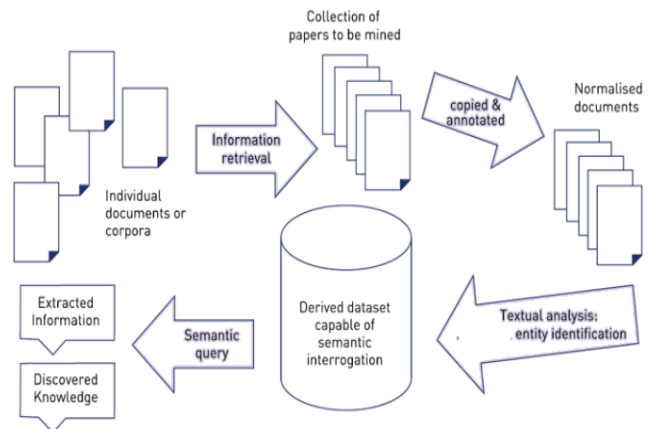 Collection of
papers to be mined
Normalised
documents
copied &
annotated
Information
retrieval
Individual
documents or
corpora
Extracted
Information
Derived dataset
capable of
semantic
interrogation
Textual analysis:
, . entity identification
Semantic
query
Discovered
Knowledge